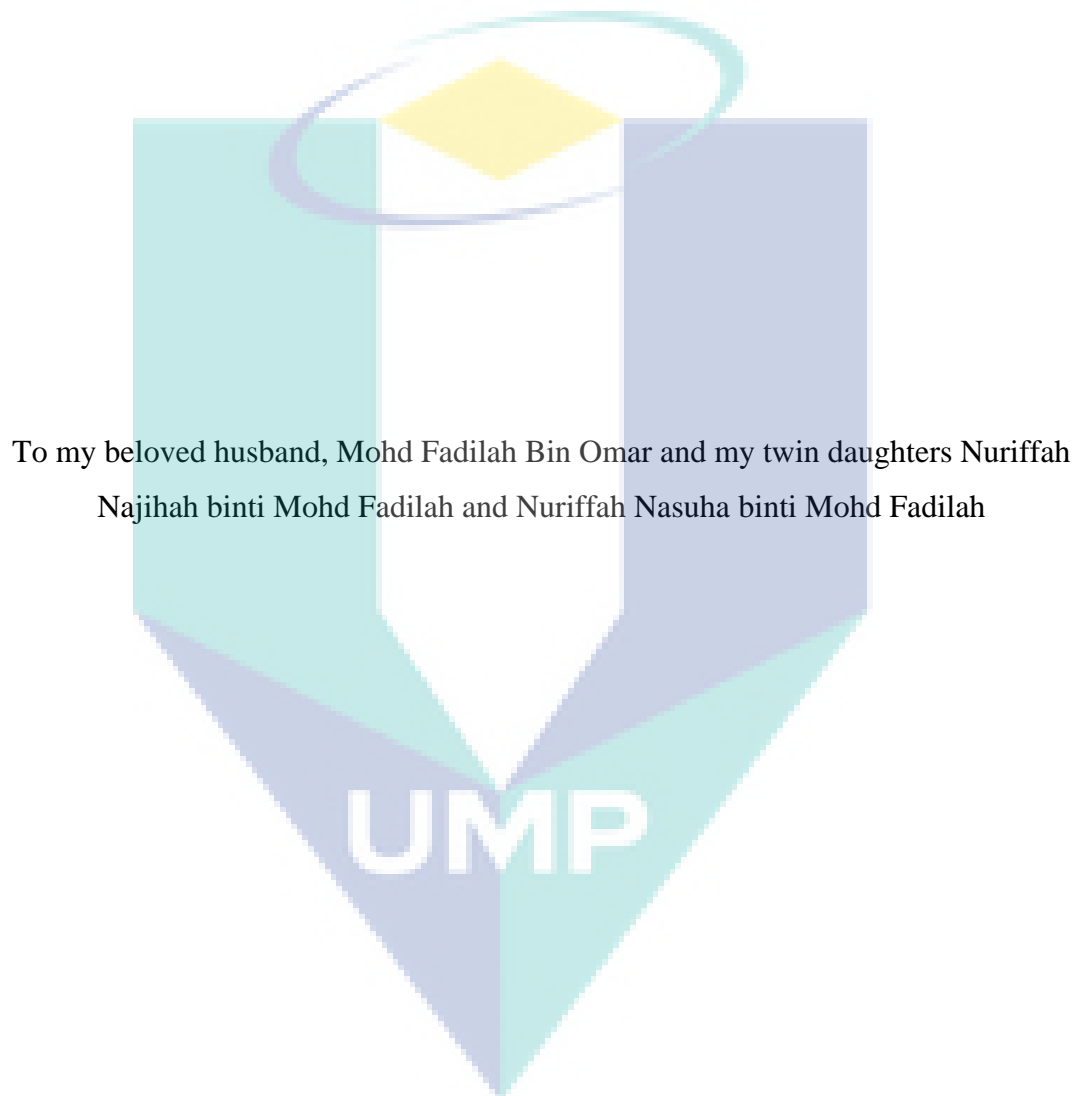 To my beloved husband, Mohd Fadilah Bin Omar and my twin daughters Nuriffah
Najihah binti Mohd Fadilah and Nuriffah Nasuha binti Mohd Fadilah
UMP